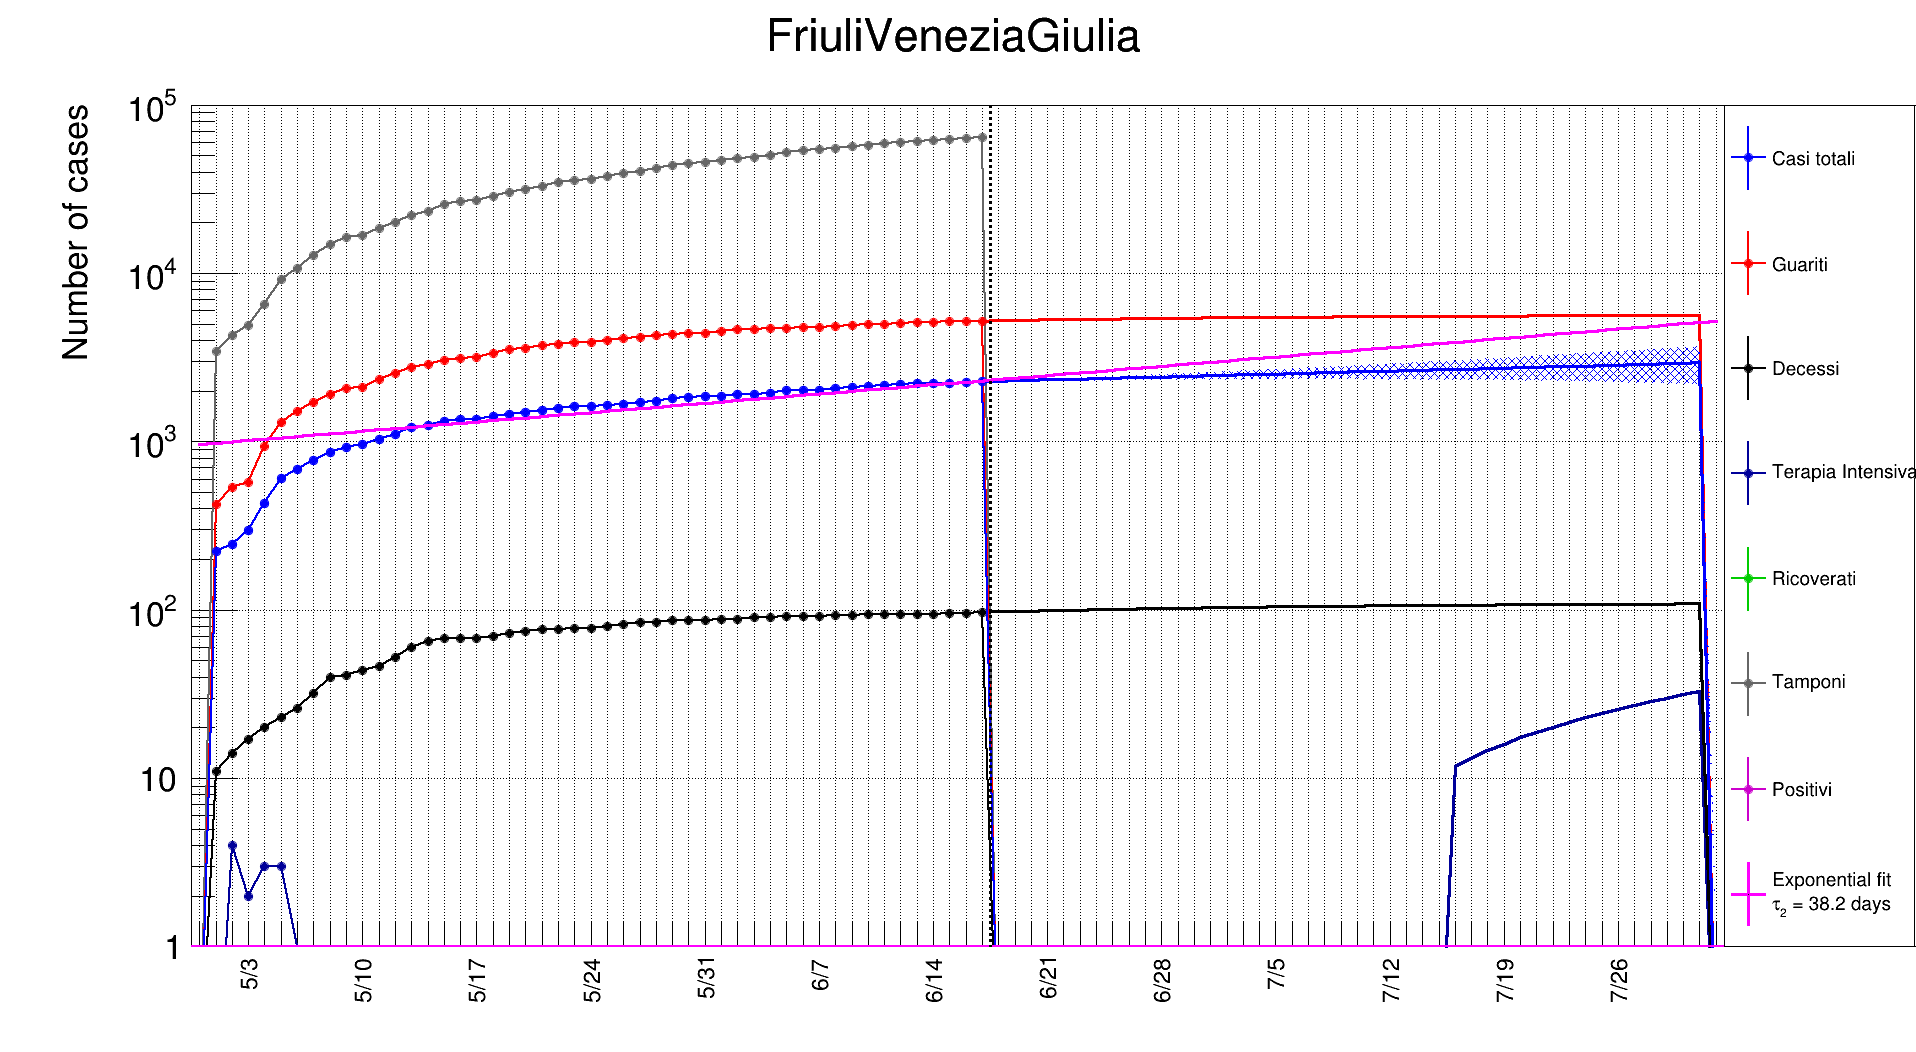 FriuliVeneziaGiulia
Number of cases
10^5
10^4
10^3
10^2
10
1
5/3
5/10
5/17
5/24
5/31
6/7
6/14
6/21
6/28
7/5
7/12
7/19
7/26
Casi totali
Guariti
Decessi
Terapia Intensiva
Ricoverati
Tamponi
Positivi
Exponential fit
τ₂ = 38.2 days